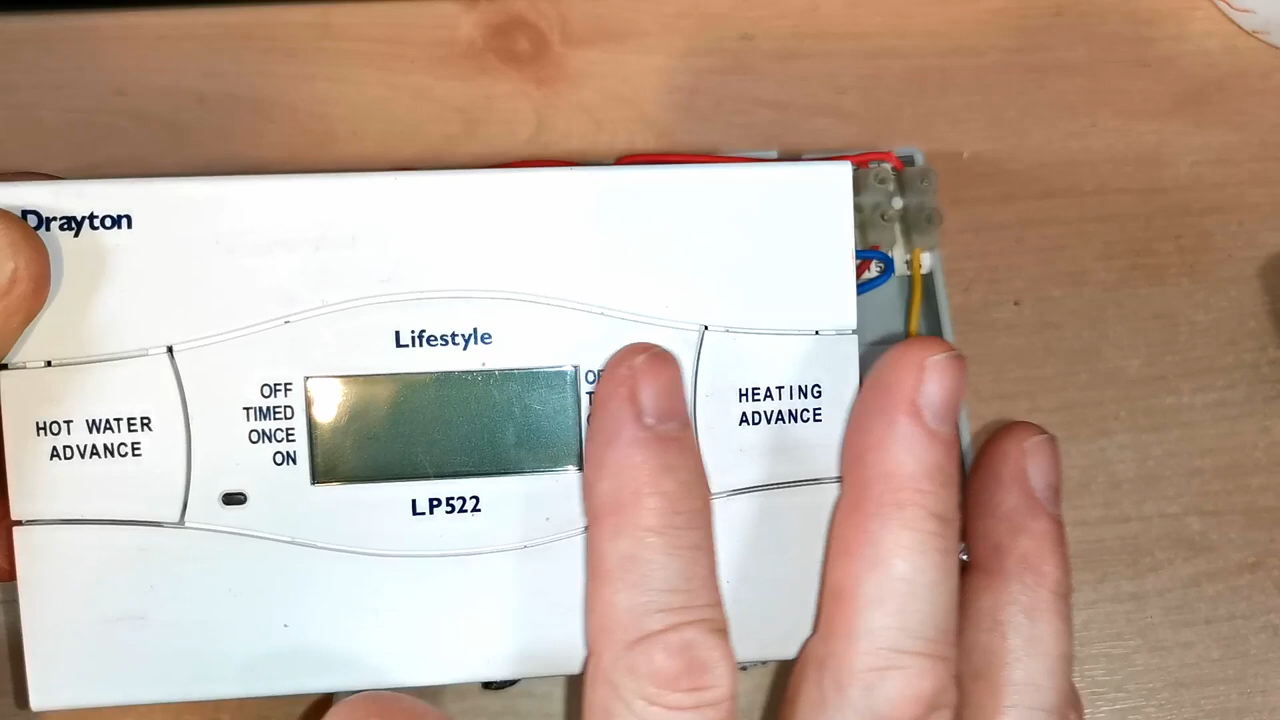 Drayton
Lifestyle
HOT WATER
ADVANCE
OFF
TIMED
ONCE
ON
HEATING
ADVANCE
LP522